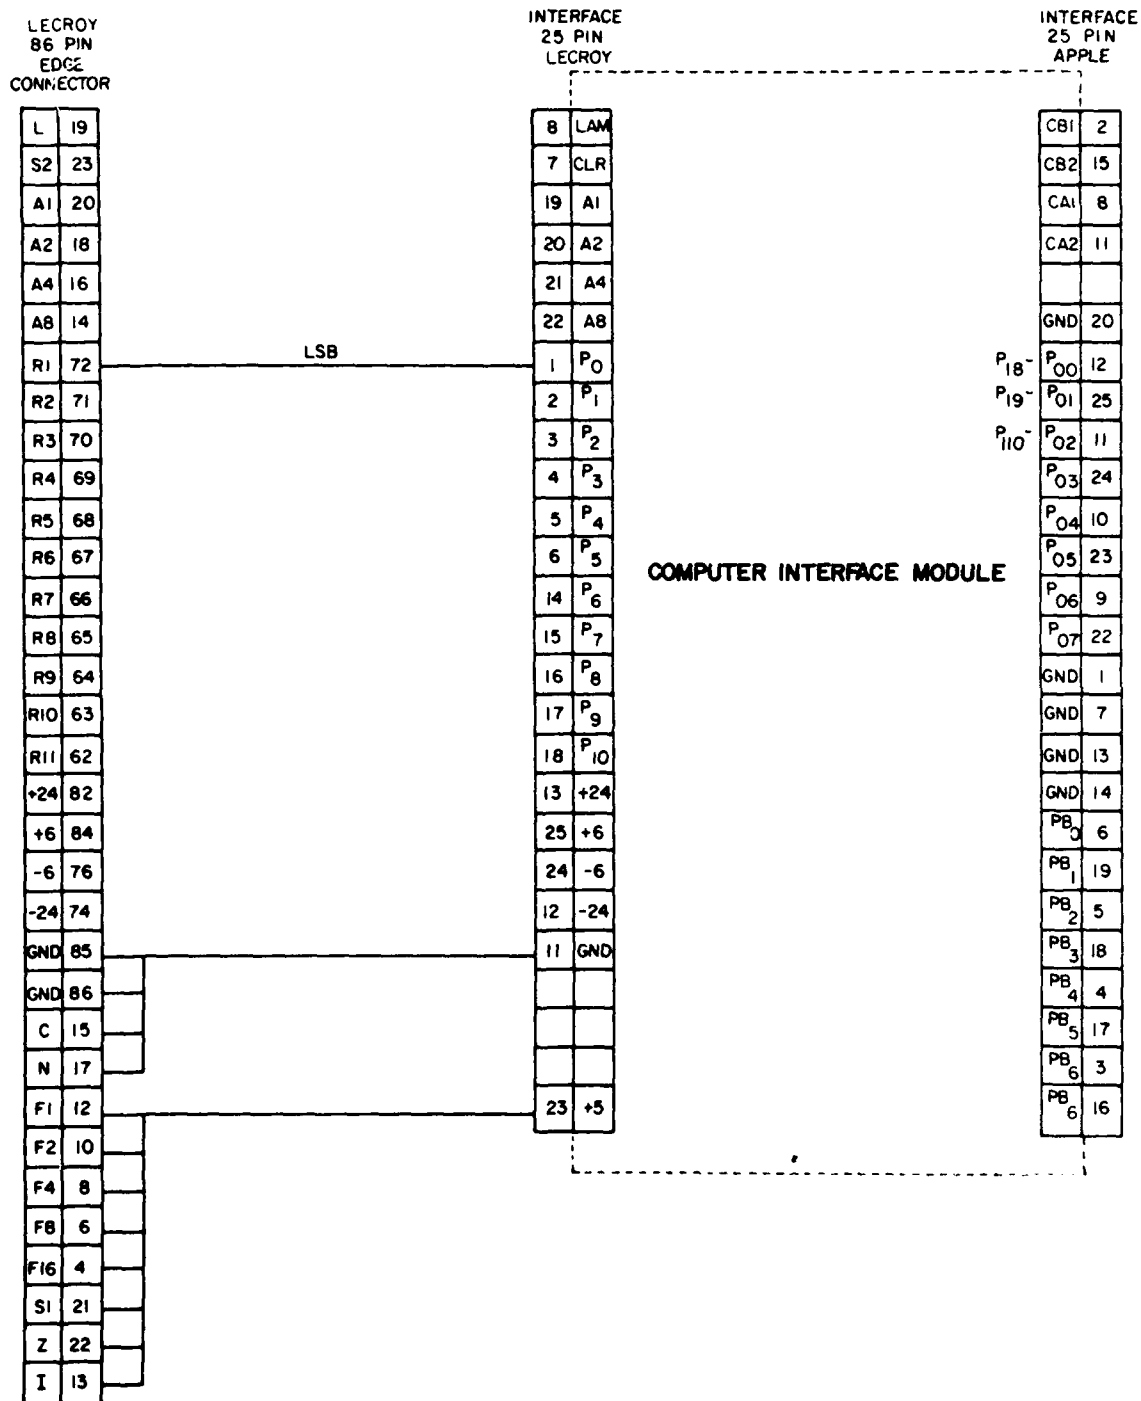 LECROY
86 PIN
EDGE
CONNECTOR
INTERFACE
25 PIN
LECROY
INTERFACE
25 PIN
APPLE
L 19 8 LAM CB1 2
S2 23 7 CLR CB2 15
A1 20 19 A1 CA1 8
A2 18 20 A2 CA2 11
A4 16 21 A4
A8 14 22 A8 GND 20
R1 72 LSB 1 P0 P18- P00 12
R2 71 2 P1 P19- P01 25
R3 70 3 P2 P110- P02 11
R4 69 4 P3 P03 24
R5 68 5 P4 P04 10
R6 67 6 P5 P05 23
COMPUTER INTERFACE MODULE
R7 66 14 P6 P06 9
R8 65 15 P7 P07 22
R9 64 16 P8 GND 1
R10 63 17 P9 GND 7
R11 62 18 P10 GND 13
+24 82 13 +24 GND 14
+6 84 25 +6 PB0 6
-6 76 24 -6 PB1 19
-24 74 12 -24 PB2 5
GND 85 11 GND PB3 18
GND 86 PB4 4
C 15 PB5 17
N 17 PB6 3
F1 12 23 +5 PB6 16
F2 10
F4 8
F8 6
F16 4
S1 21
Z 22
I 13